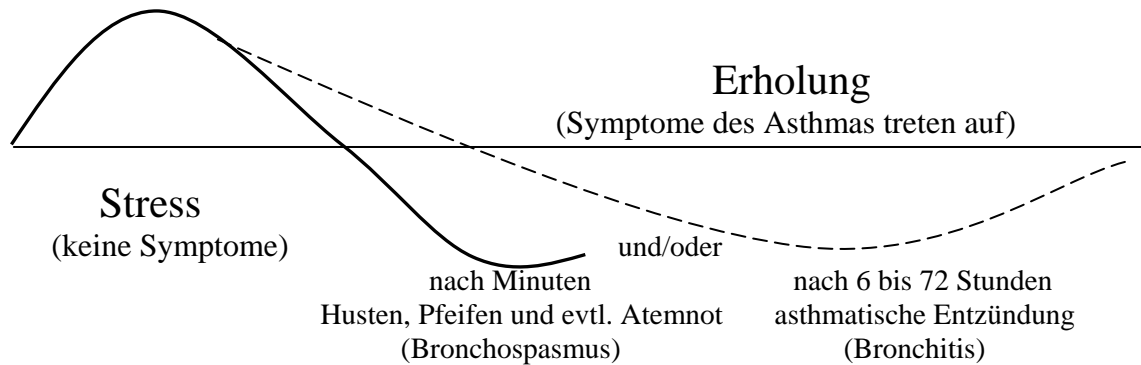 Erholung
(Symptome des Asthmas treten auf)
Stress
(keine Symptome)
und/oder
nach Minuten
Husten, Pfeifen und evtl. Atemnot
(Bronchospasmus)
nach 6 bis 72 Stunden
asthmatische Entzündung
(Bronchitis)